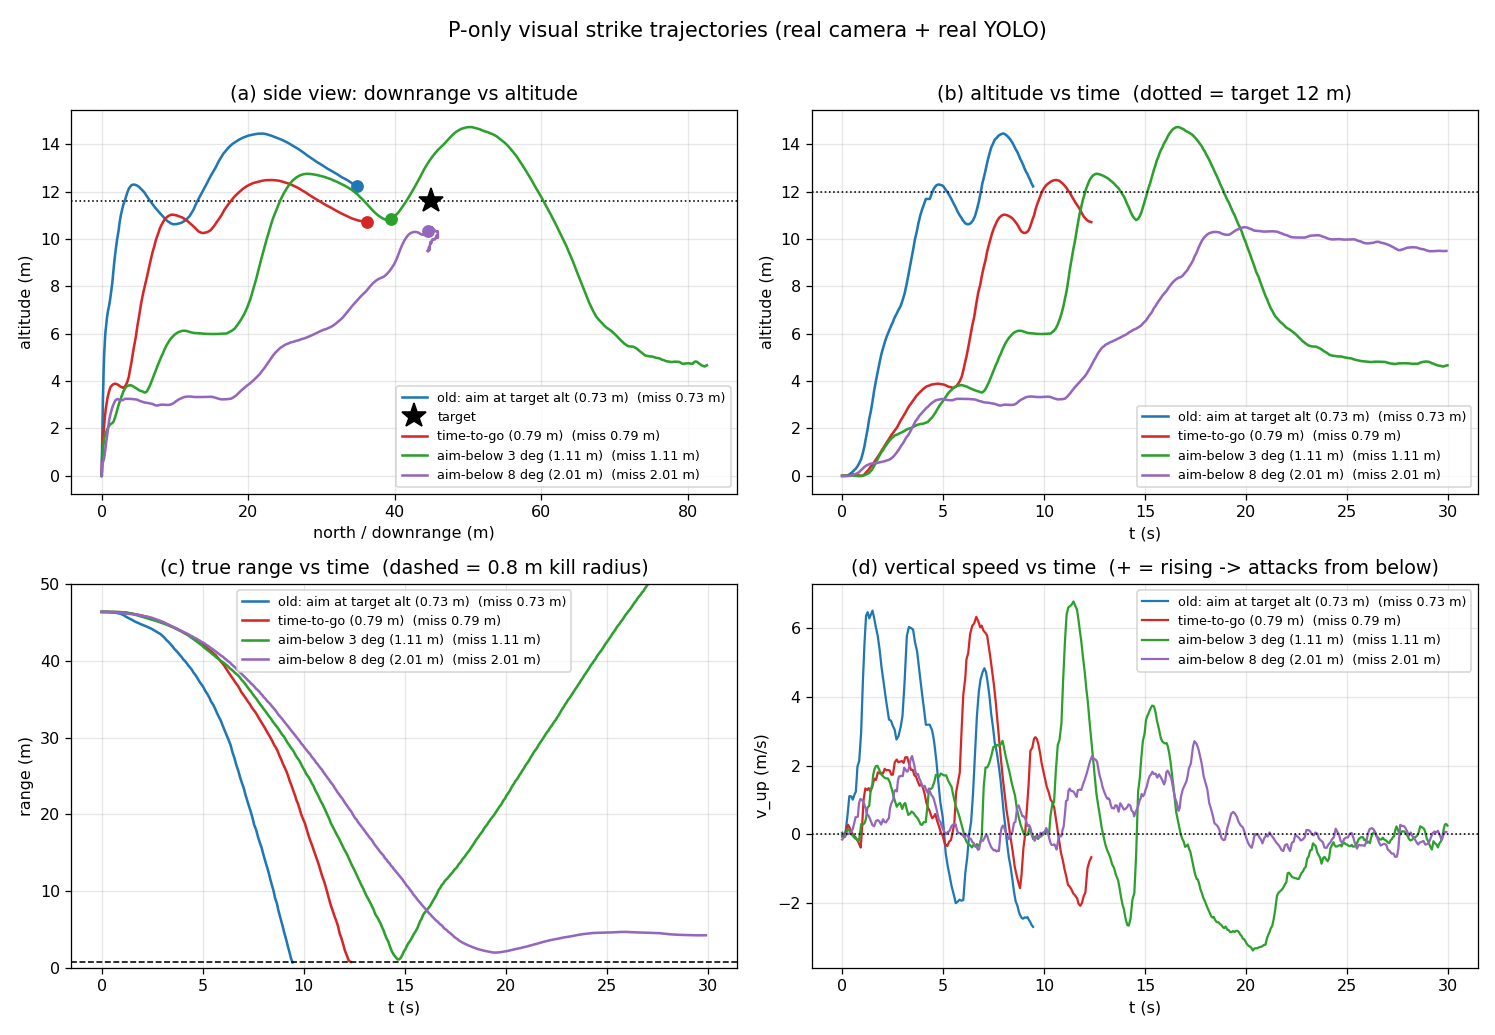 P-only visual strike trajectories (real camera + real YOLO)
(a) side view: downrange vs altitude
altitude (m)
14
12
10
8
6
4
2
0
0
20
40
60
80
north / downrange (m)
old: aim at target alt (0.73 m)  (miss 0.73 m)
target
time-to-go (0.79 m)  (miss 0.79 m)
aim-below 3 deg (1.11 m)  (miss 1.11 m)
aim-below 8 deg (2.01 m)  (miss 2.01 m)
(b) altitude vs time  (dotted = target 12 m)
altitude (m)
14
12
10
8
6
4
2
0
0
5
10
15
20
25
30
t (s)
old: aim at target alt (0.73 m)  (miss 0.73 m)
time-to-go (0.79 m)  (miss 0.79 m)
aim-below 3 deg (1.11 m)  (miss 1.11 m)
aim-below 8 deg (2.01 m)  (miss 2.01 m)
(c) true range vs time  (dashed = 0.8 m kill radius)
range (m)
50
40
30
20
10
0
0
5
10
15
20
25
30
t (s)
old: aim at target alt (0.73 m)  (miss 0.73 m)
time-to-go (0.79 m)  (miss 0.79 m)
aim-below 3 deg (1.11 m)  (miss 1.11 m)
aim-below 8 deg (2.01 m)  (miss 2.01 m)
(d) vertical speed vs time  (+ = rising -> attacks from below)
v_up (m/s)
6
4
2
0
−2
0
5
10
15
20
25
30
t (s)
old: aim at target alt (0.73 m)  (miss 0.73 m)
time-to-go (0.79 m)  (miss 0.79 m)
aim-below 3 deg (1.11 m)  (miss 1.11 m)
aim-below 8 deg (2.01 m)  (miss 2.01 m)